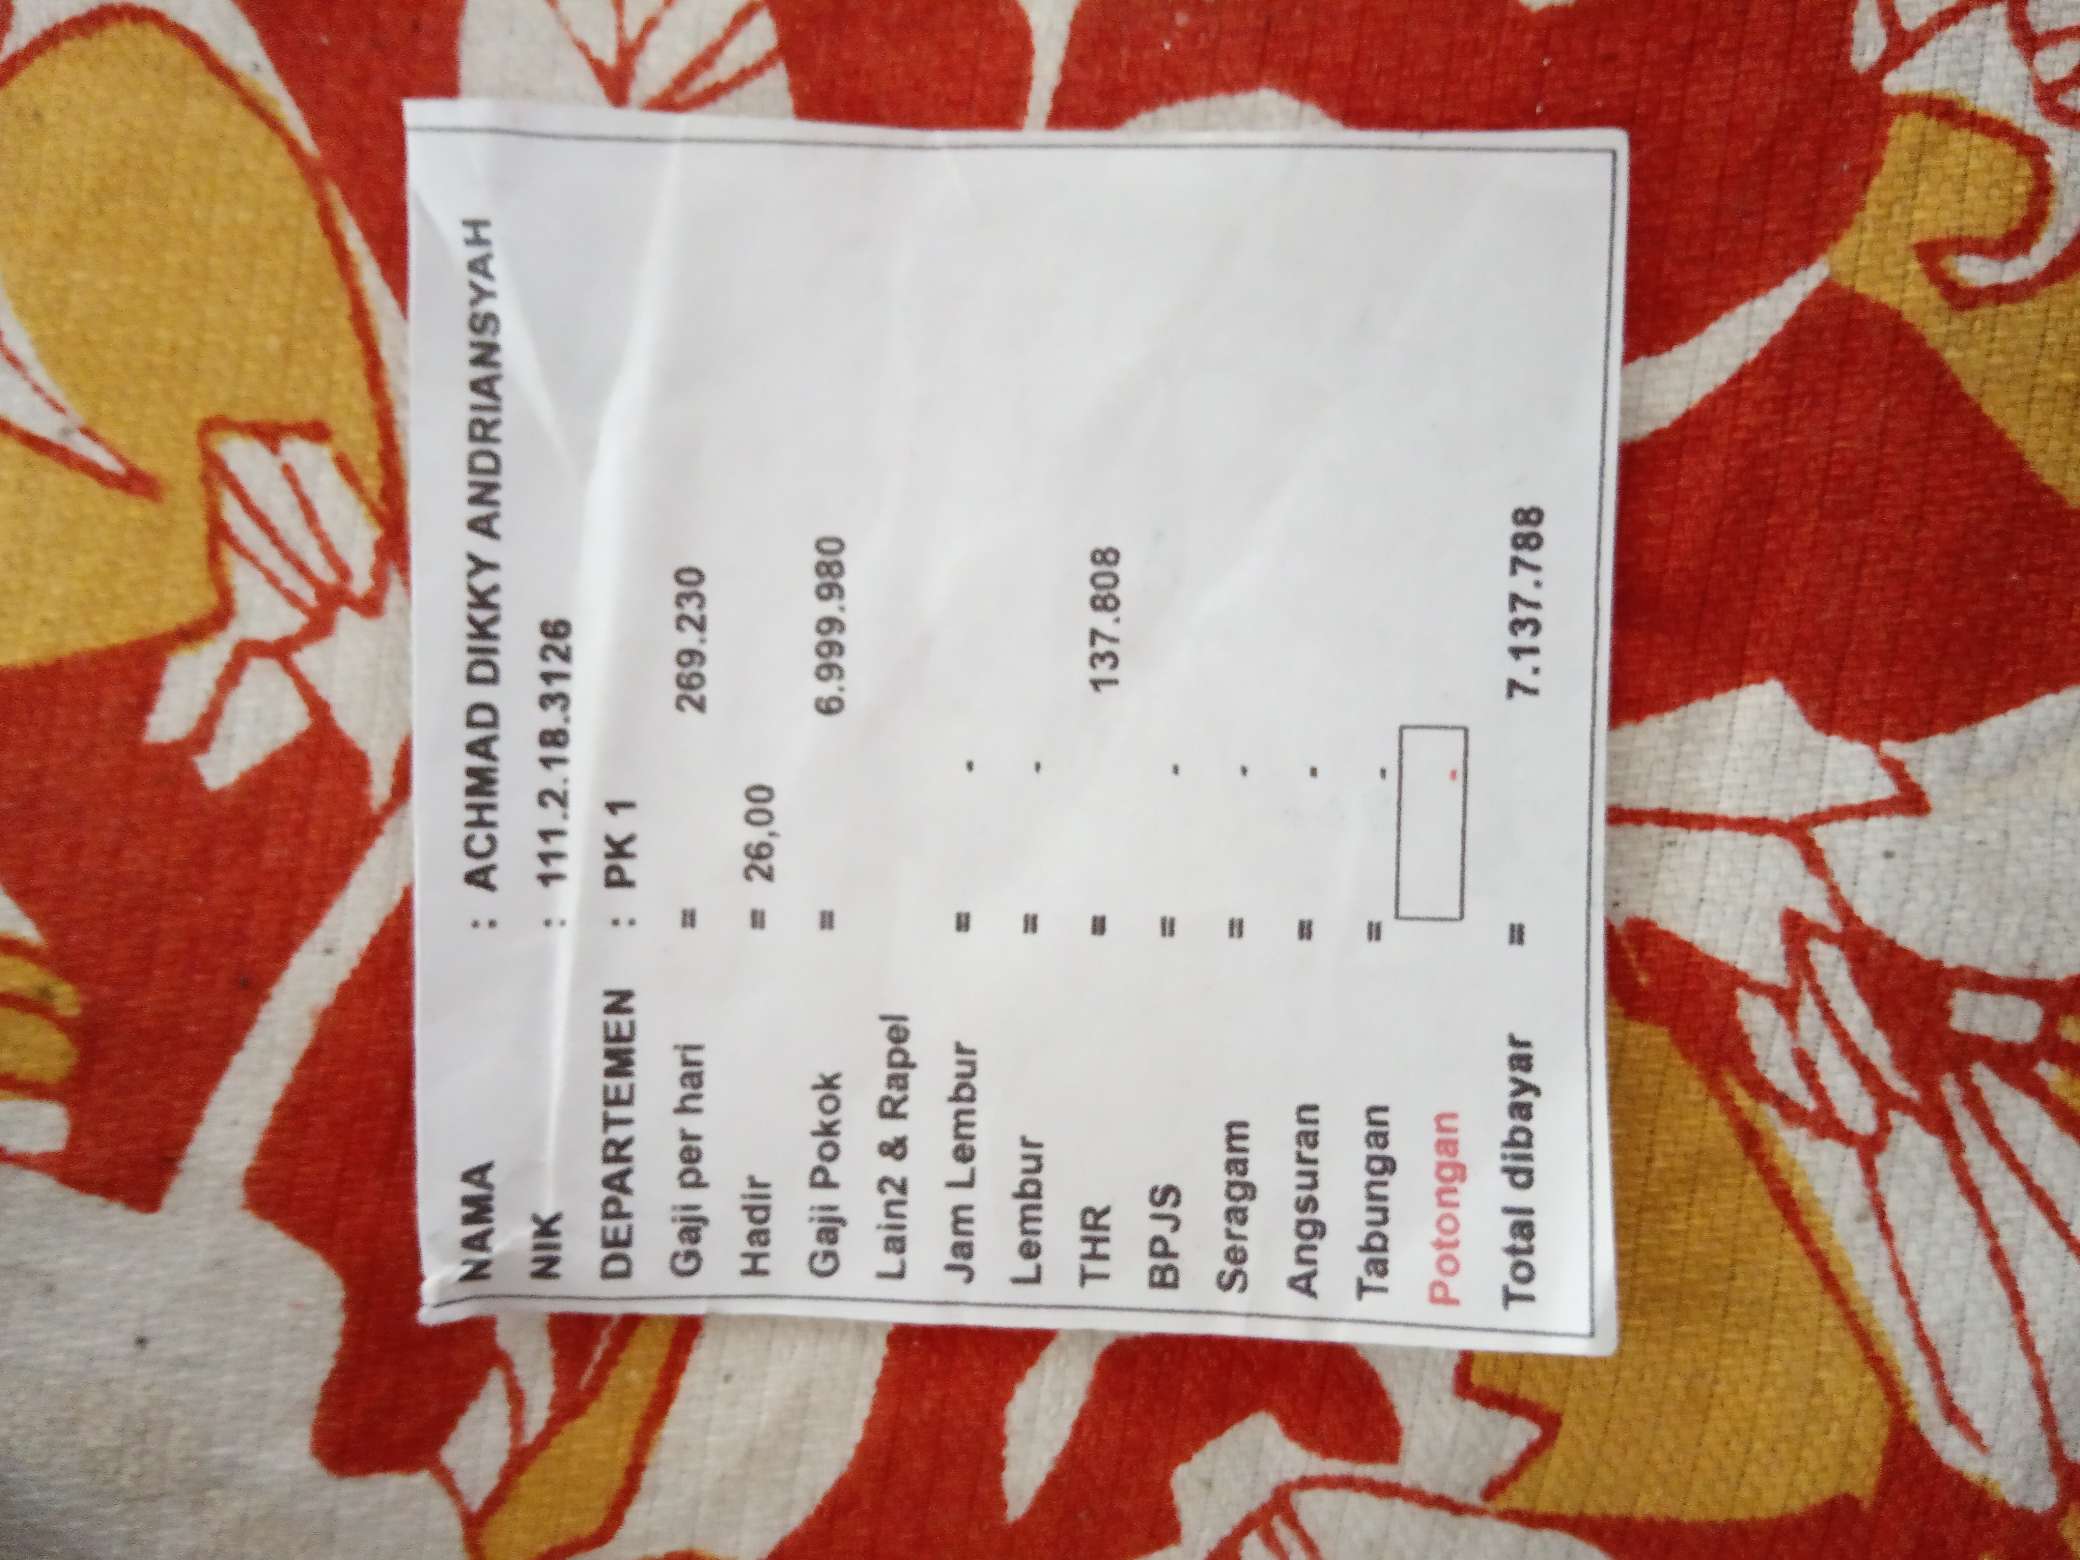 NAMA : ACHMAD DIKKY ANDRIANSYAH
NIK : 111.2.18.3126
DEPARTEMEN : PK 1
Gaji per hari = 269.230
Hadir = 26,00
Gaji Pokok = 6.999.980
Lain2 & Rapel
Jam Lembur = -
Lembur = -
THR = 137.808
BPJS = -
Seragam = -
Angsuran = -
Tabungan = -
Potongan -
Total dibayar = 7.137.788